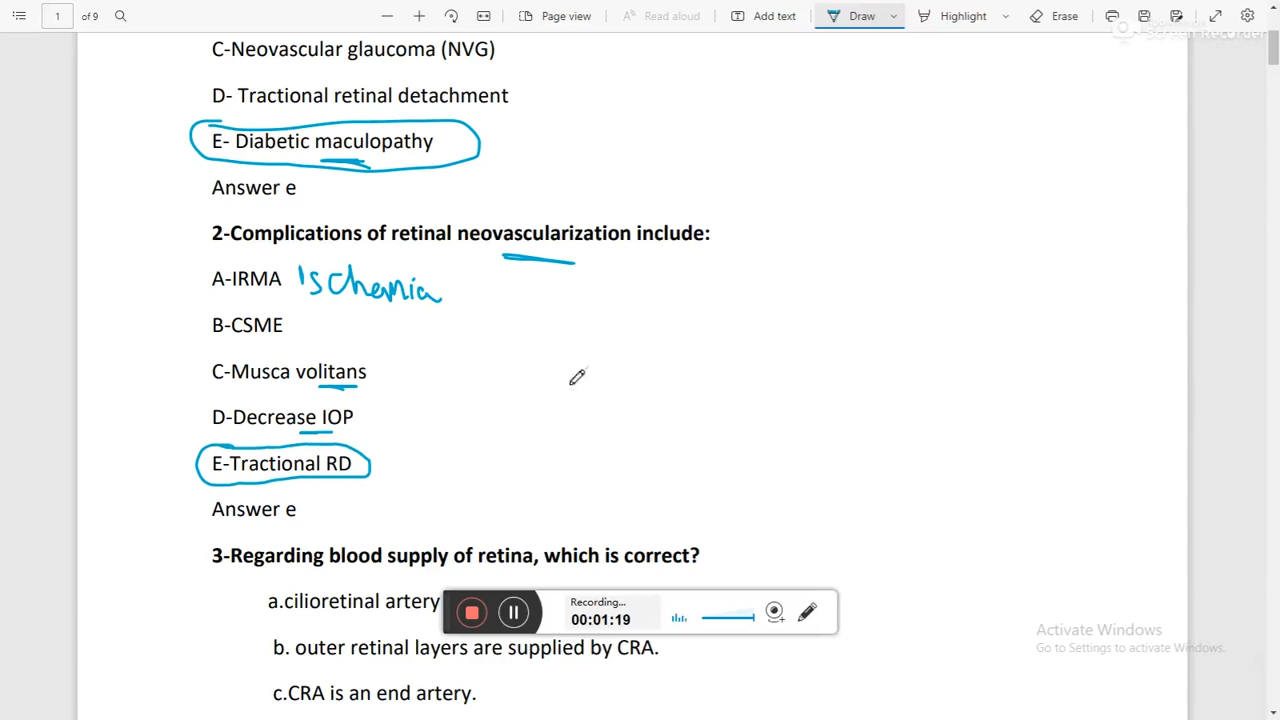 1 of 9 Page view Read aloud Add text Draw Highlight Erase
Screen Recorder
C-Neovascular glaucoma (NVG)
D- Tractional retinal detachment
E- Diabetic maculopathy
Answer e
2-Complications of retinal neovascularization include:
A-IRMA Ischemia
B-CSME
C-Musca volitans
D-Decrease IOP
E-Tractional RD
Answer e
3-Regarding blood supply of retina, which is correct?
a.cilioretinal artery
Recording...
00:01:19
Activate Windows
Go to Settings to activate Windows.
b. outer retinal layers are supplied by CRA.
c.CRA is an end artery.